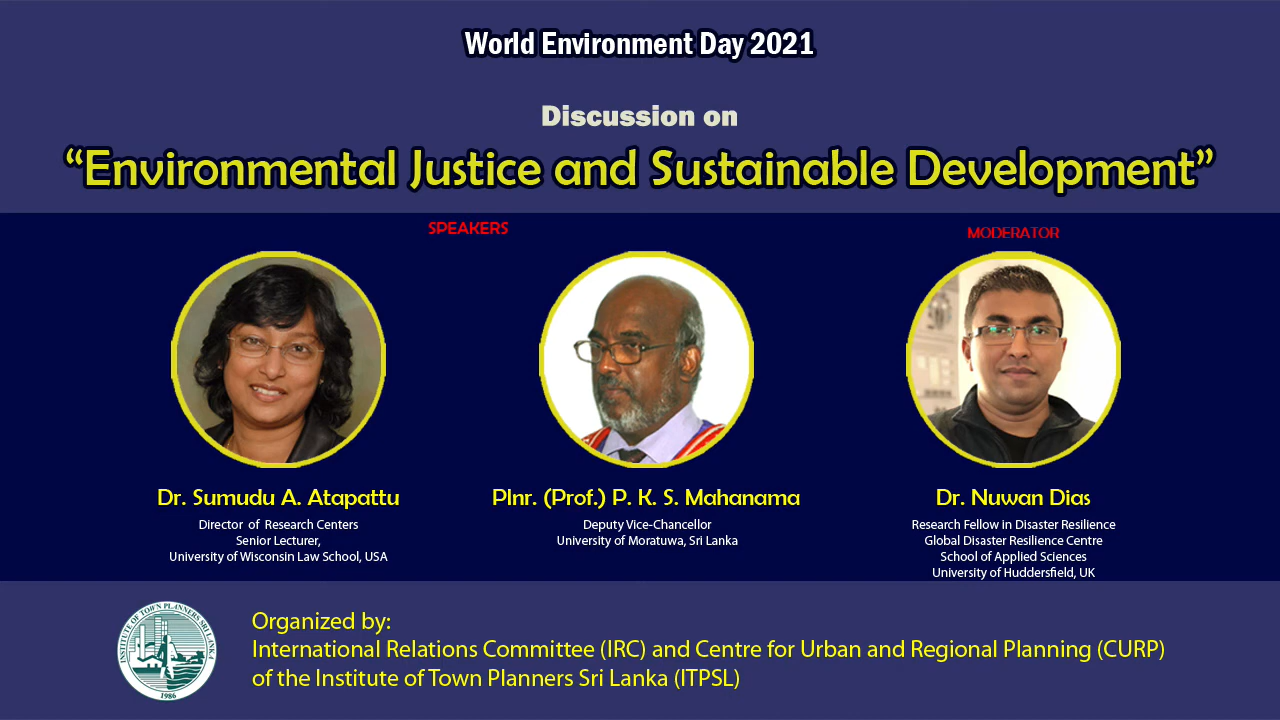 World Environment Day 2021
Discussion on
“Environmental Justice and Sustainable Development”
SPEAKERS
MODERATOR
Dr. Sumudu A. Atapattu
Director of Research Centers
Senior Lecturer,
University of Wisconsin Law School, USA
Plnr. (Prof.) P. K. S. Mahanama
Deputy Vice-Chancellor
University of Moratuwa, Sri Lanka
Dr. Nuwan Dias
Research Fellow in Disaster Resilience
Global Disaster Resilience Centre
School of Applied Sciences
University of Huddersfield, UK
INSTITUTE OF TOWN PLANNERS SRI LANKA
1986
Organized by:
International Relations Committee (IRC) and Centre for Urban and Regional Planning (CURP)
of the Institute of Town Planners Sri Lanka (ITPSL)